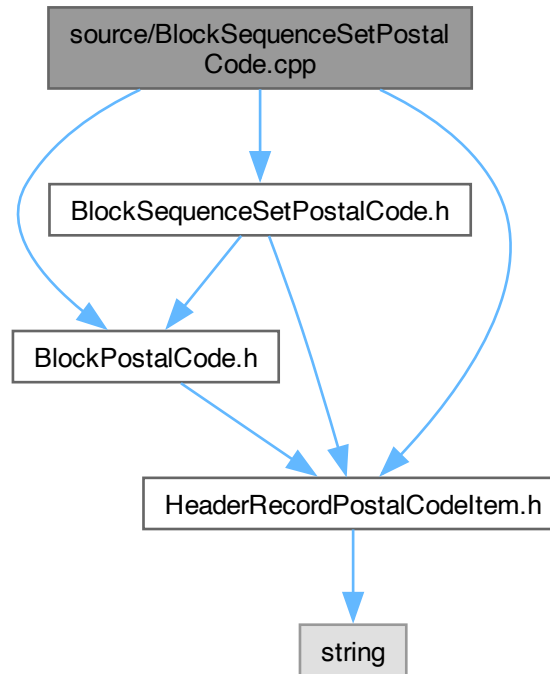 source/BlockSequenceSetPostal
Code.cpp
BlockSequenceSetPostalCode.h
BlockPostalCode.h
HeaderRecordPostalCodeItem.h
string